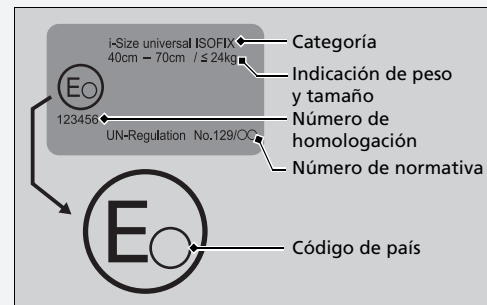 i-Size universal ISOFIX
40cm – 70cm / ≤ 24kg
E
123456
UN-Regulation No.129/○○
E
Categoría
Indicación de peso
y tamaño
Número de
homologación
Número de normativa
Código de país